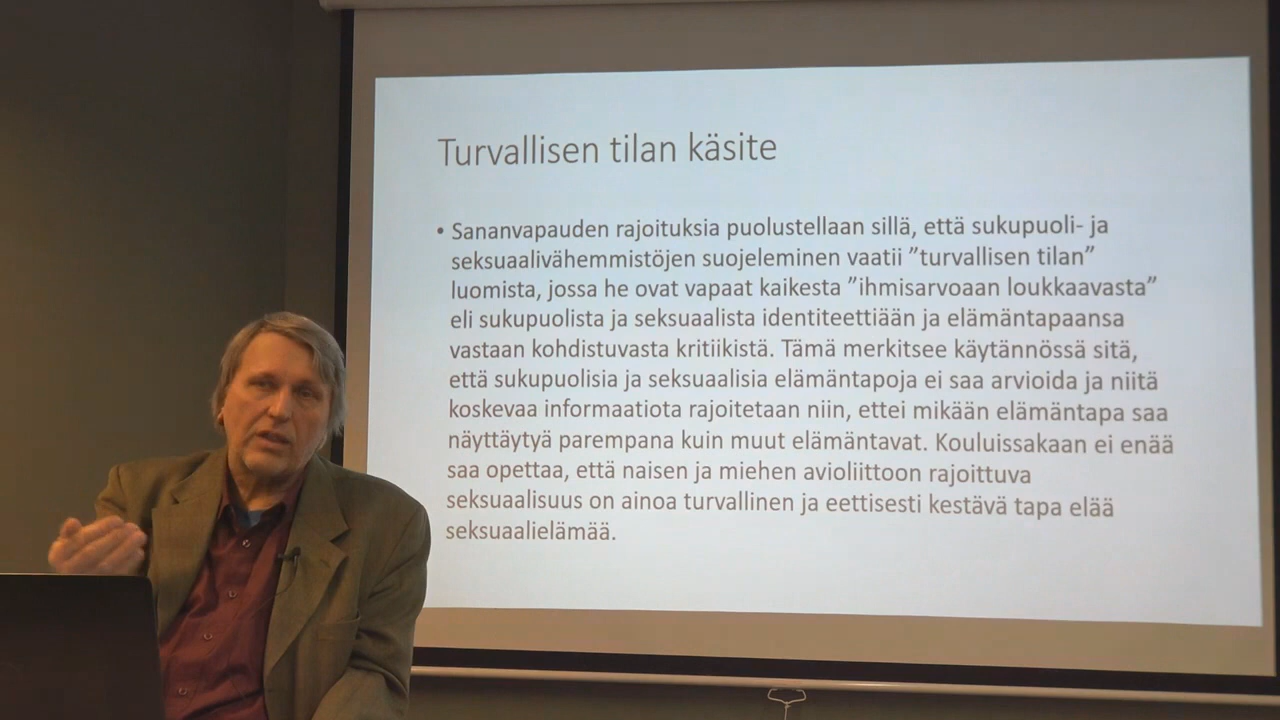 Turvallisen tilan käsite
• Sananvapauden rajoituksia puolustellaan sillä, että sukupuoli- ja
seksuaalivähemmistöjen suojeleminen vaatii ”turvallisen tilan”
luomista, jossa he ovat vapaat kaikesta ”ihmisarvoaan loukkaavasta”
eli sukupuolista ja seksuaalista identiteettiään ja elämäntapaansa
vastaan kohdistuvasta kritiikistä. Tämä merkitsee käytännössä sitä,
että sukupuolisia ja seksuaalisia elämäntapoja ei saa arvioida ja niitä
koskevaa informaatiota rajoitetaan niin, ettei mikään elämäntapa saa
näyttäytyä parempana kuin muut elämäntavat. Kouluissakaan ei enää
saa opettaa, että naisen ja miehen avioliittoon rajoittuva
seksuaalisuus on ainoa turvallinen ja eettisesti kestävä tapa elää
seksuaalielämää.